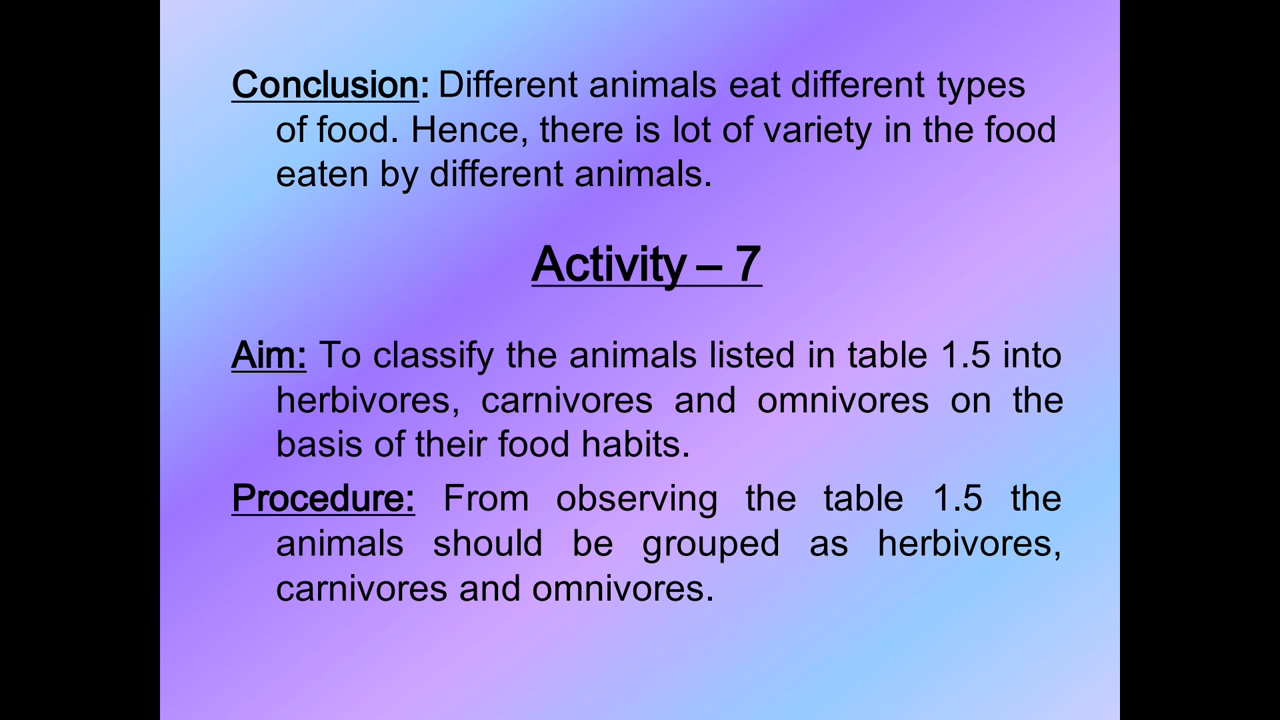 Conclusion: Different animals eat different types
of food. Hence, there is lot of variety in the food
eaten by different animals.
Activity – 7
Aim: To classify the animals listed in table 1.5 into
herbivores, carnivores and omnivores on the
basis of their food habits.
Procedure: From observing the table 1.5 the
animals should be grouped as herbivores,
carnivores and omnivores.